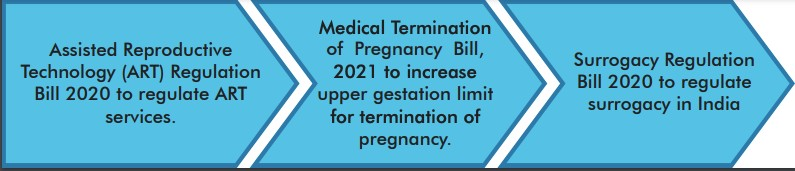 Assisted Reproductive
Technology (ART) Regulation
Bill 2020 to regulate ART
services.
Medical Termination
of Pregnancy Bill,
2021 to increase
upper gestation limit
for termination of
pregnancy.
Surrogacy Regulation
Bill 2020 to regulate
surrogacy in India